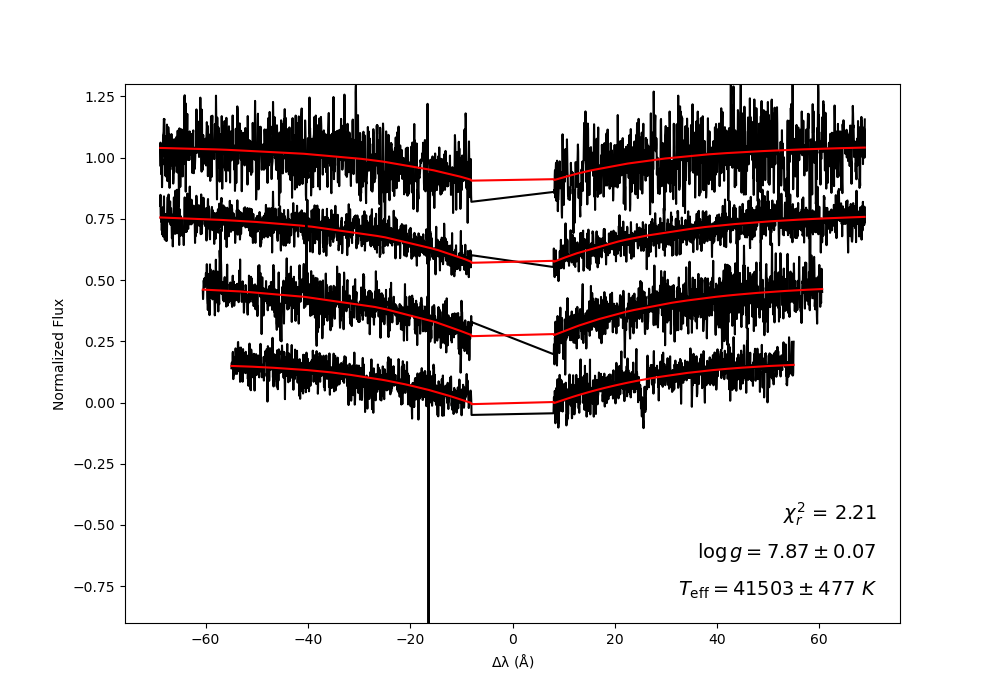 Normalized Flux
1.25
1.00
0.75
0.50
0.25
0.00
−0.25
−0.50
−0.75
χ²ᵣ = 2.21
log g = 7.87 ± 0.07
T_eff = 41503 ± 477 K
−60 −40 −20 0 20 40 60
Δλ (Å)